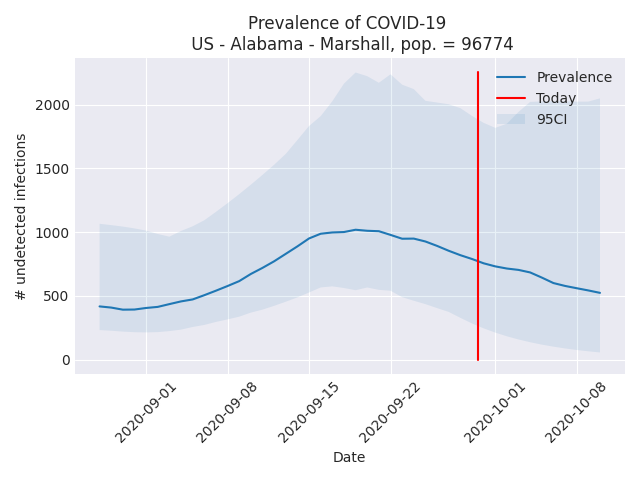 Prevalence of COVID-19
US - Alabama - Marshall, pop. = 96774
Prevalence
Today
95CI
# undetected infections
2000
1500
1000
500
0
2020-09-01
2020-09-08
2020-09-15
2020-09-22
2020-10-01
2020-10-08
Date